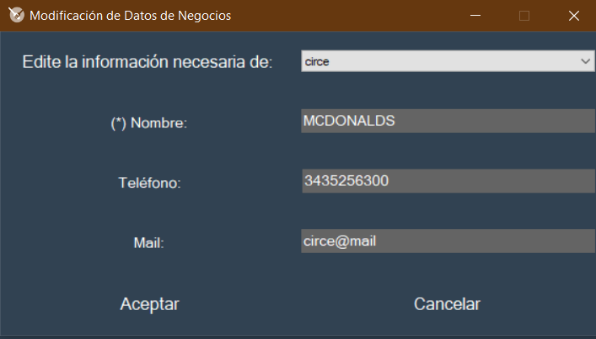 Modificación de Datos de Negocios
Edite la información necesaria de: circe
(*) Nombre: MCDONALDS
Teléfono: 3435256300
Mail: circe@mail
Aceptar Cancelar